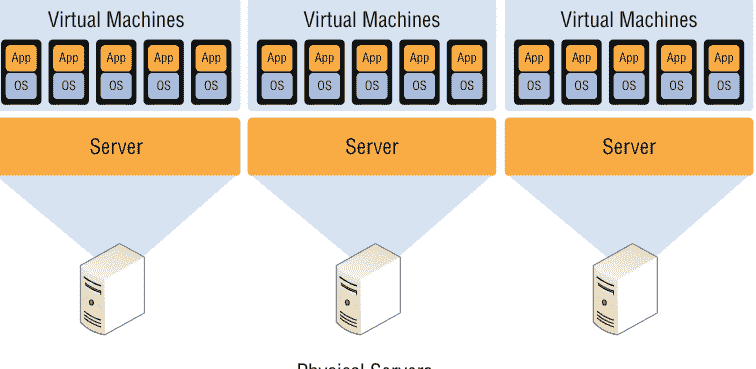 Virtual Machines Virtual Machines Virtual Machines
App App App App App App App App App App App App App App App
OS OS OS OS OS OS OS OS OS OS OS OS OS OS OS
Server Server Server
Physical Servers